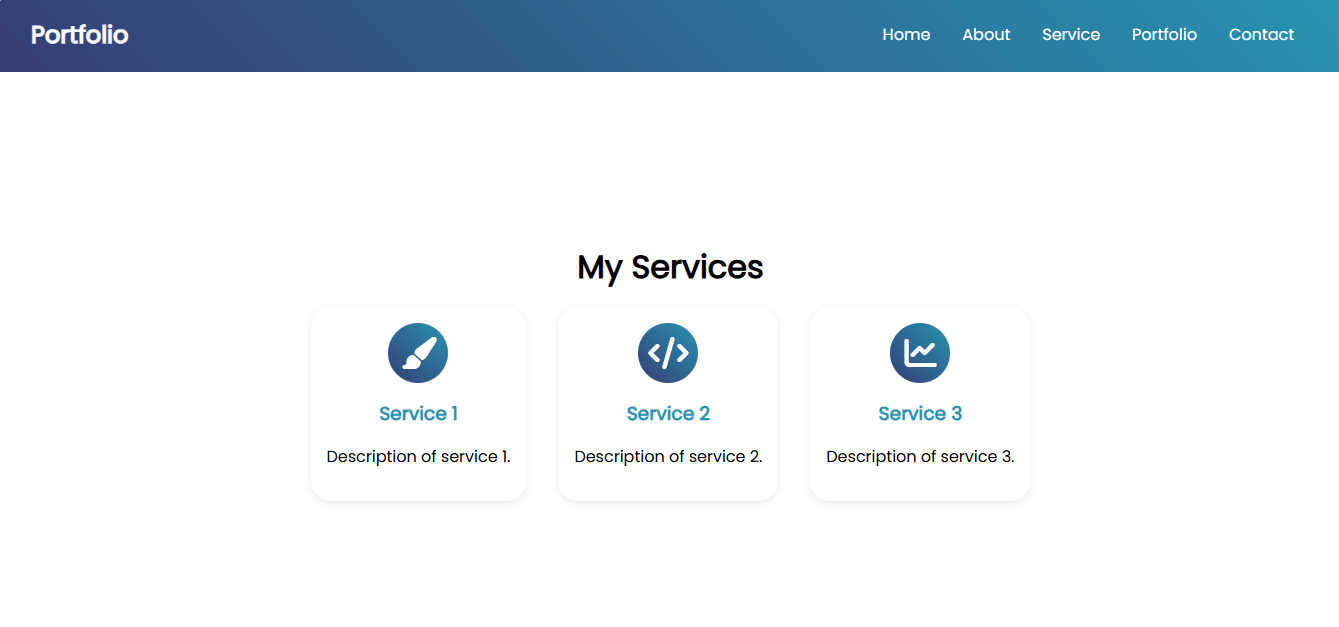 Portfolio
Home About Service Portfolio Contact
My Services
Service 1
Description of service 1.
Service 2
Description of service 2.
Service 3
Description of service 3.